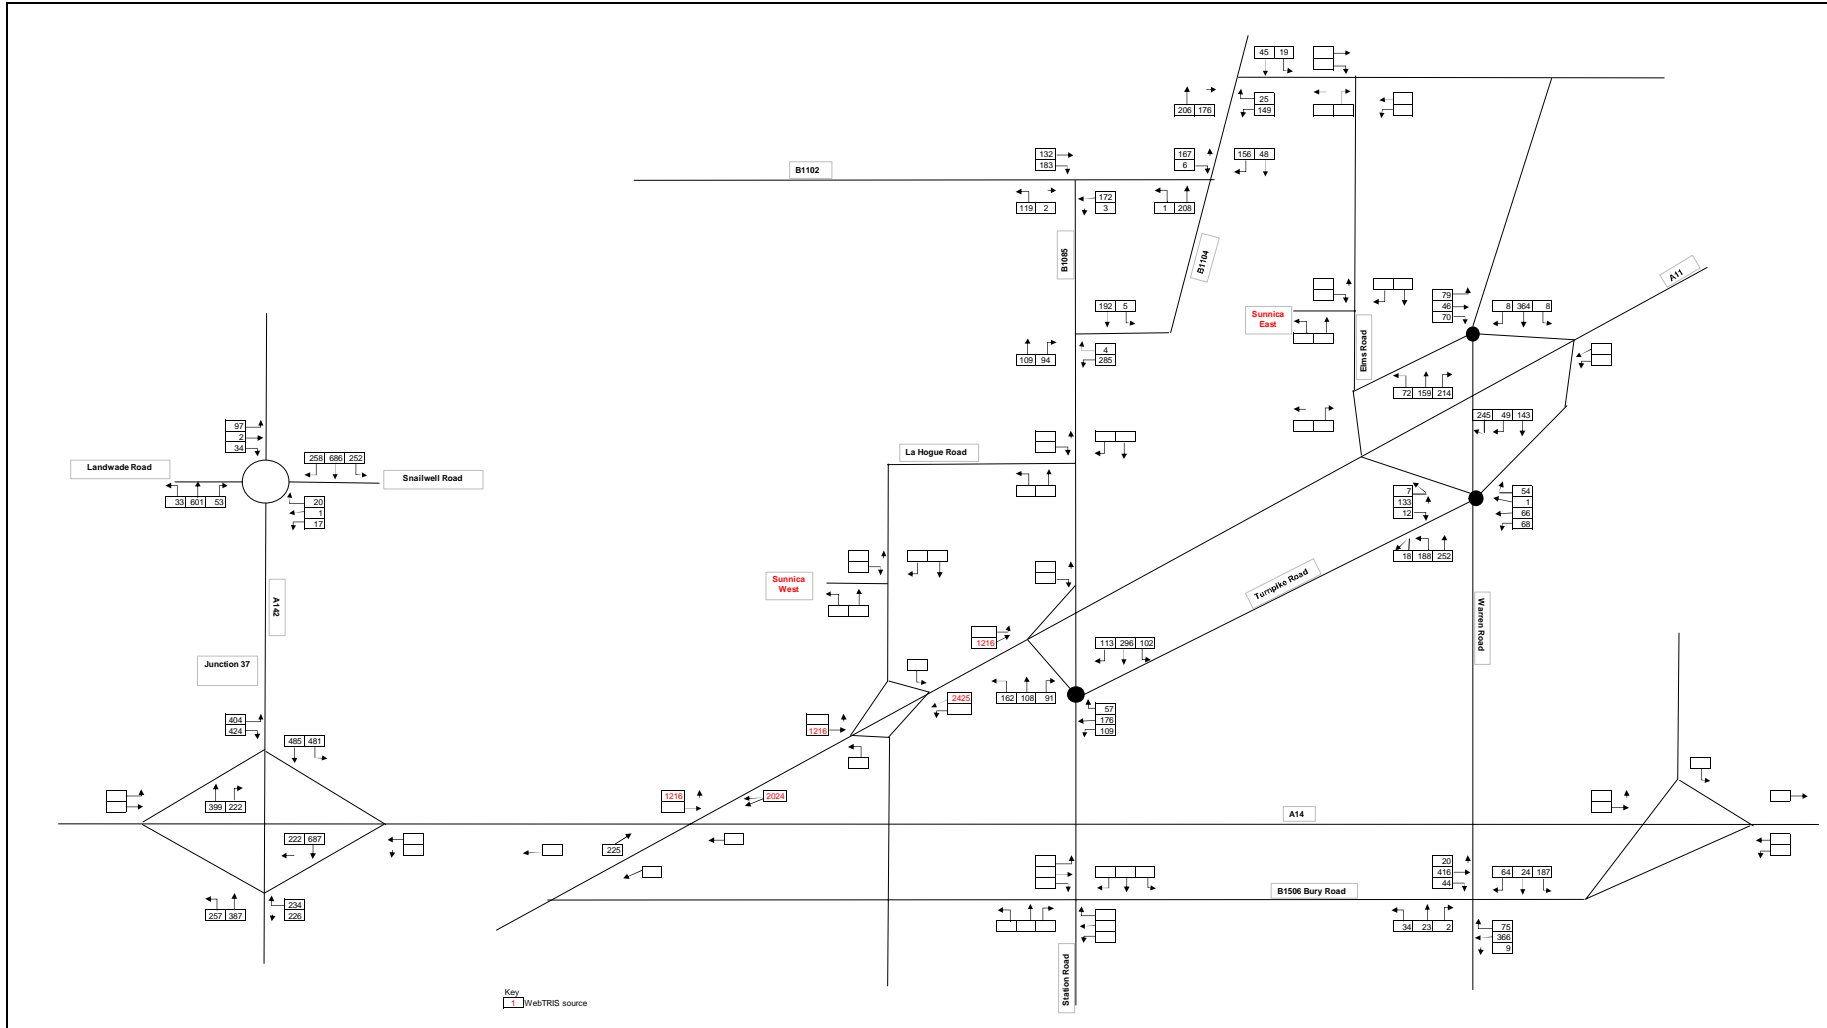 45 19
206 176
25
149
B1102
132
183
167
6
156 48
119 2
172
3
1 208
B1085
B1104
A11
192 5
109 94
4
285
Sunnica
East
Elms Road
79
46
70
8 364 8
72 159 214
245 49 143
97
2
34
258 686 252
Landwade Road
Snailwell Road
33 601 53
20
1
17
La Hogue Road
7
133
12
54
1
66
68
18 188 252
Sunnica
West
Turnpike Road
A142
Warren Road
Junction 37
1216
113 296 102
162 108 91
57
176
109
2425
1216
404
424
485 481
399 222
1216
2024
A14
222 687
225
257 387
234
226
20
416
44
64 24 187
B1506 Bury Road
34 23 2
75
366
9
Station Road
Key
1 WebTRIS source